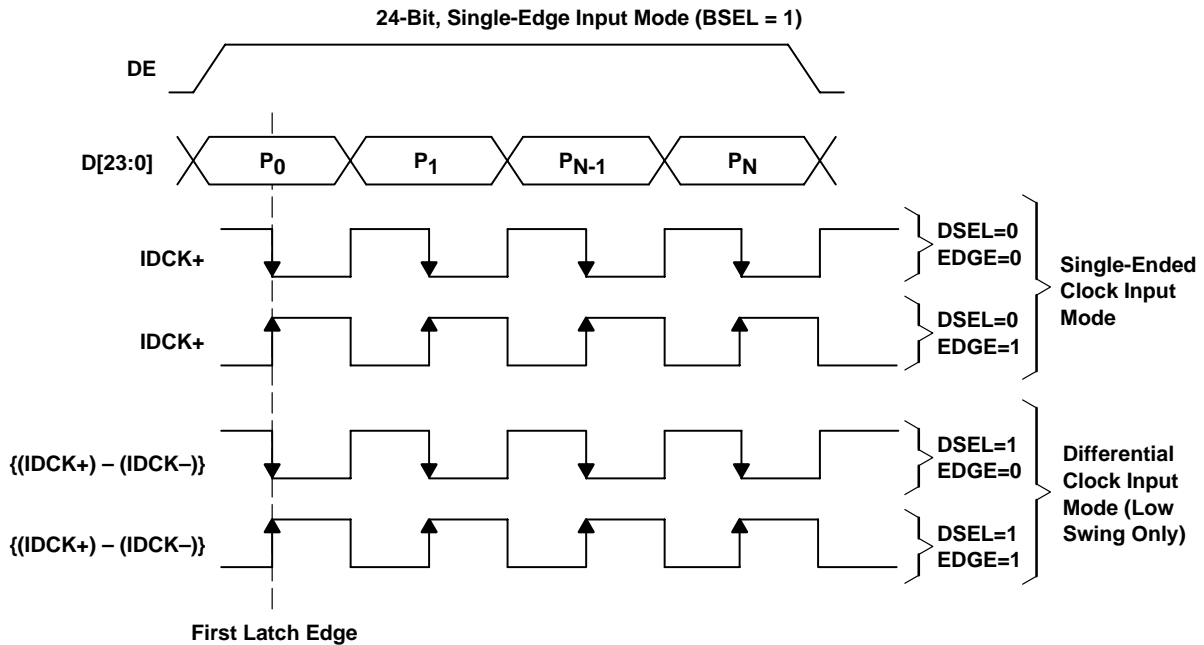 24-Bit, Single-Edge Input Mode (BSEL = 1)
DE
D[23:0]
P0
P1
PN-1
PN
IDCK+
DSEL=0
EDGE=0
IDCK+
DSEL=0
EDGE=1
Single-Ended
Clock Input
Mode
{(IDCK+) – (IDCK–)}
DSEL=1
EDGE=0
{(IDCK+) – (IDCK–)}
DSEL=1
EDGE=1
Differential
Clock Input
Mode (Low
Swing Only)
First Latch Edge